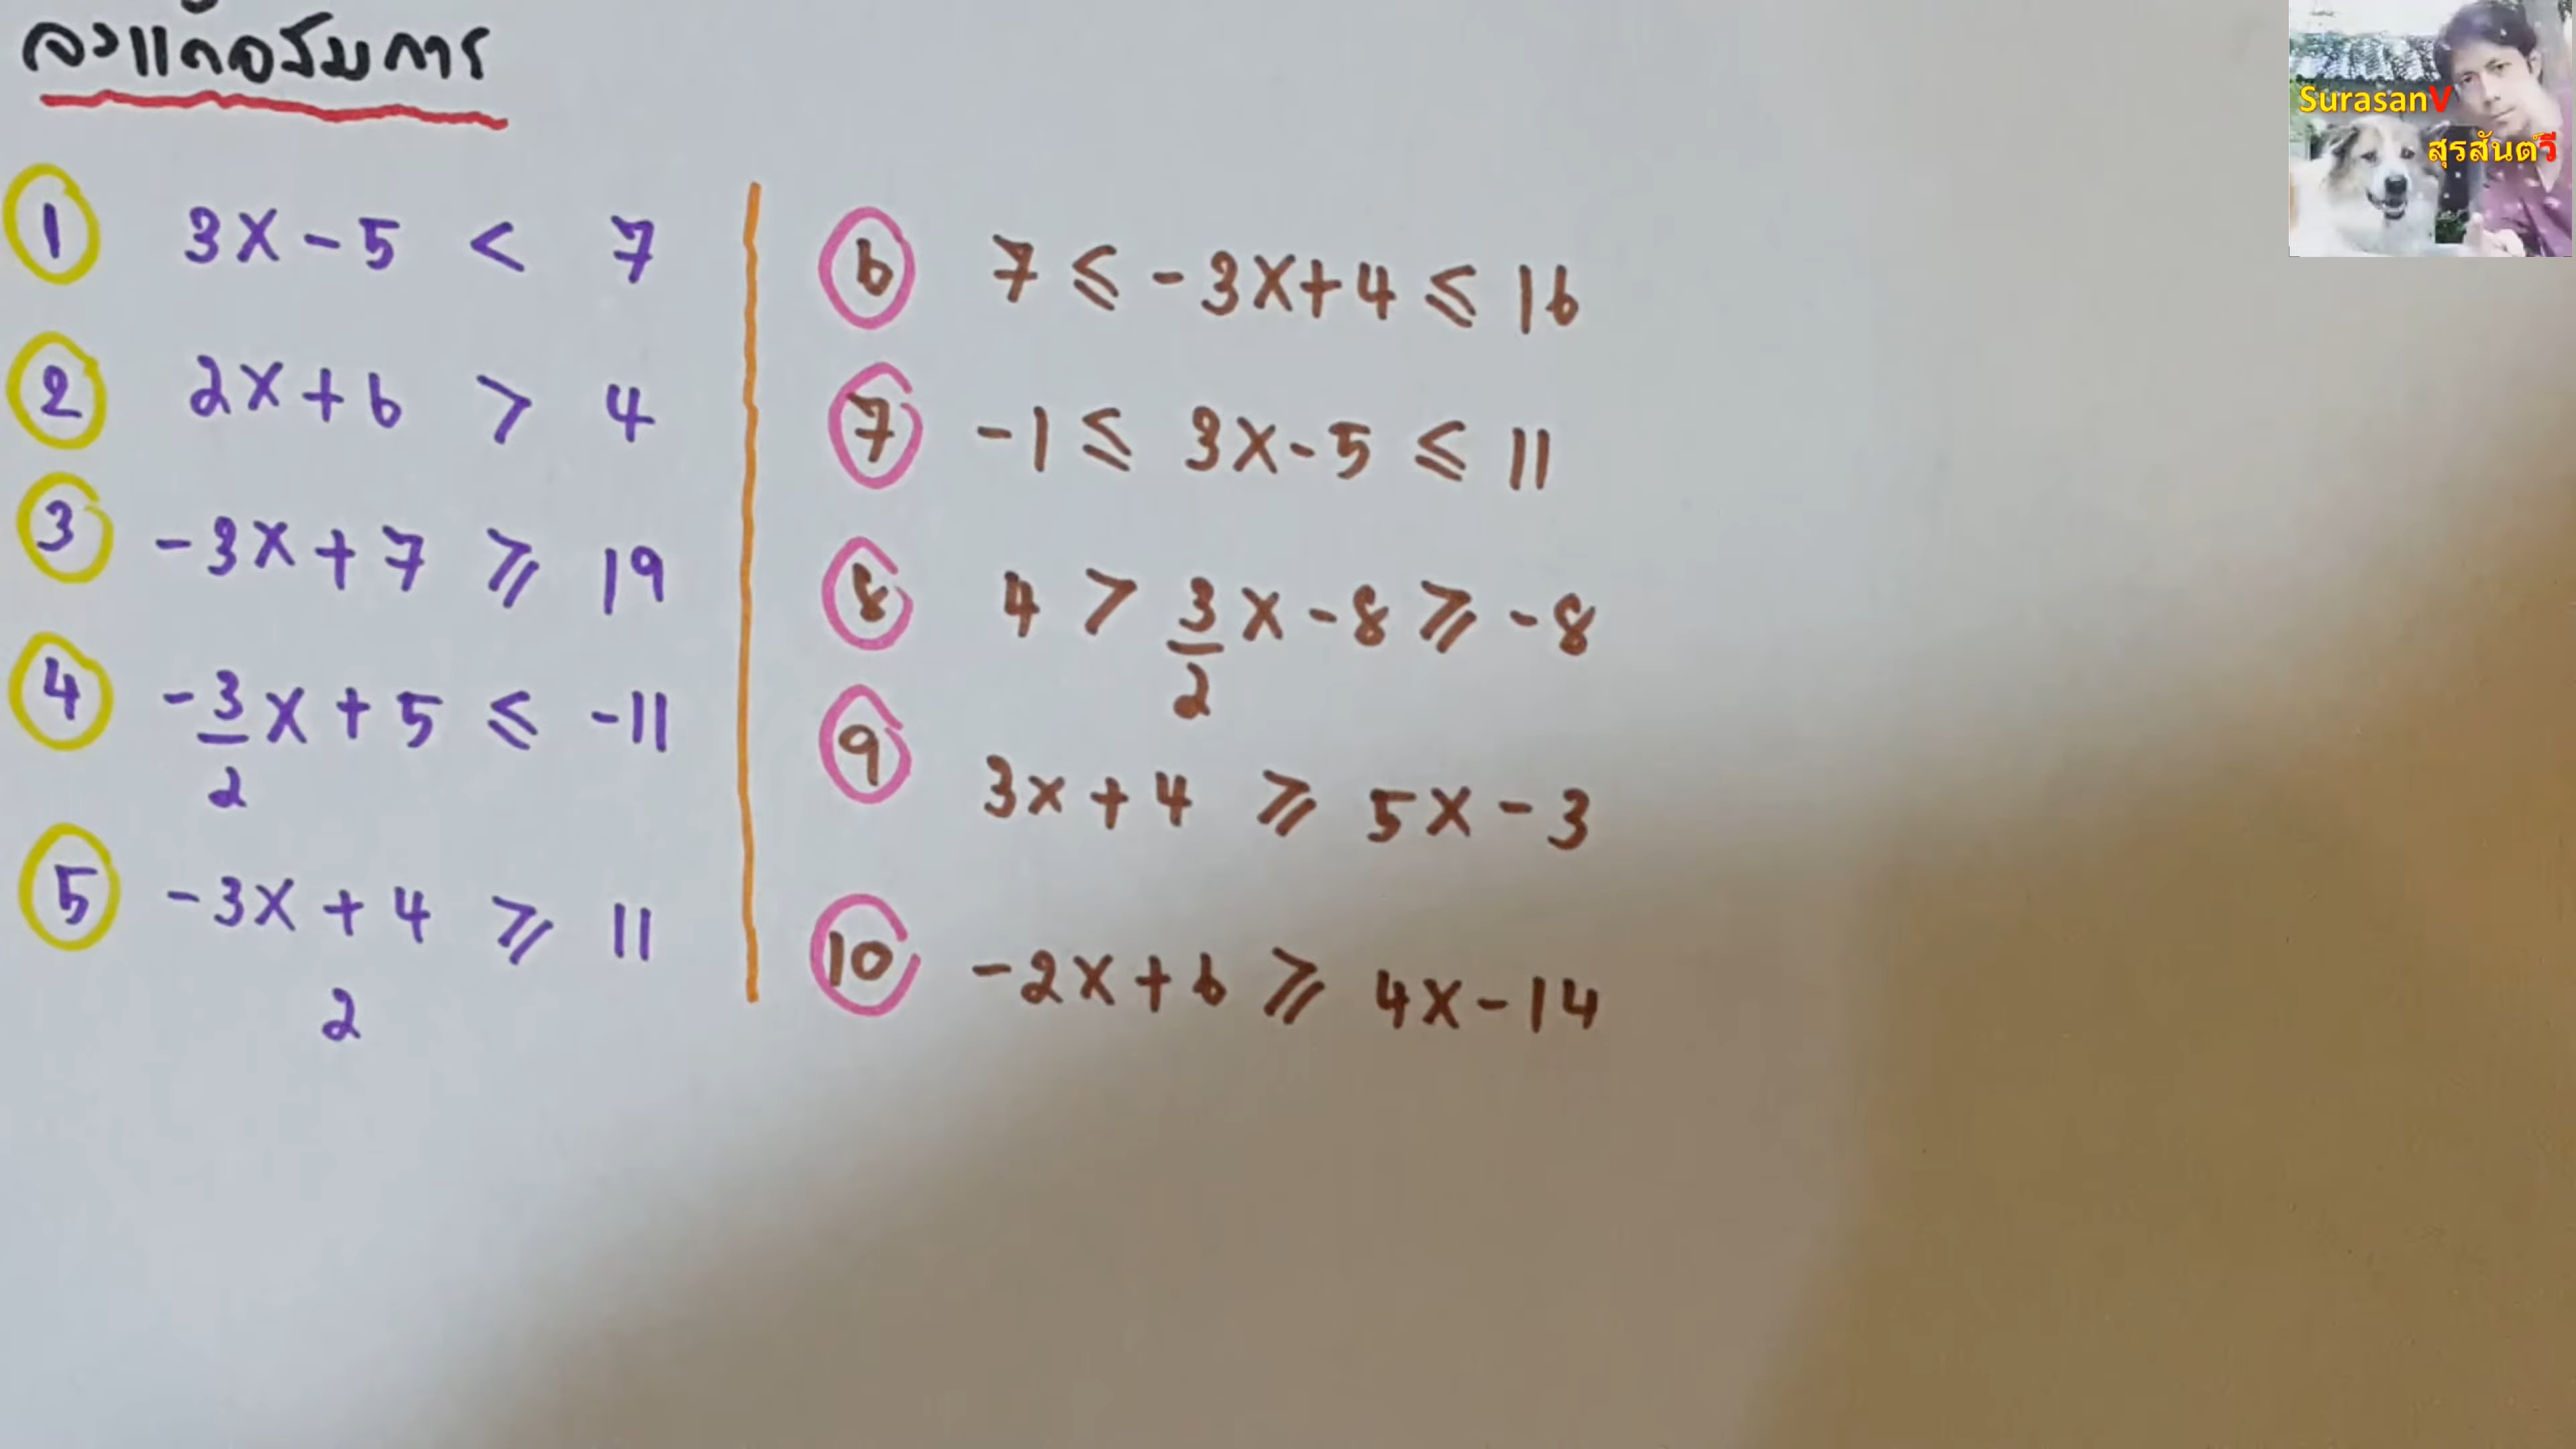 จงแก้อสมการ
1 3x - 5 < 7
2 2x + 6 > 4
3 -3x + 7 ≥ 19
4 -3/2 x + 5 ≤ -11
5 -3x + 4 ≥ 11
2
6 7 ≤ -3x + 4 ≤ 16
7 -1 ≤ 3x - 5 ≤ 11
8 4 > 3/2 x - 8 ≥ -8
9 3x + 4 ≥ 5x - 3
10 -2x + 6 ≥ 4x - 14
SurasanV
สุรสันต์วี